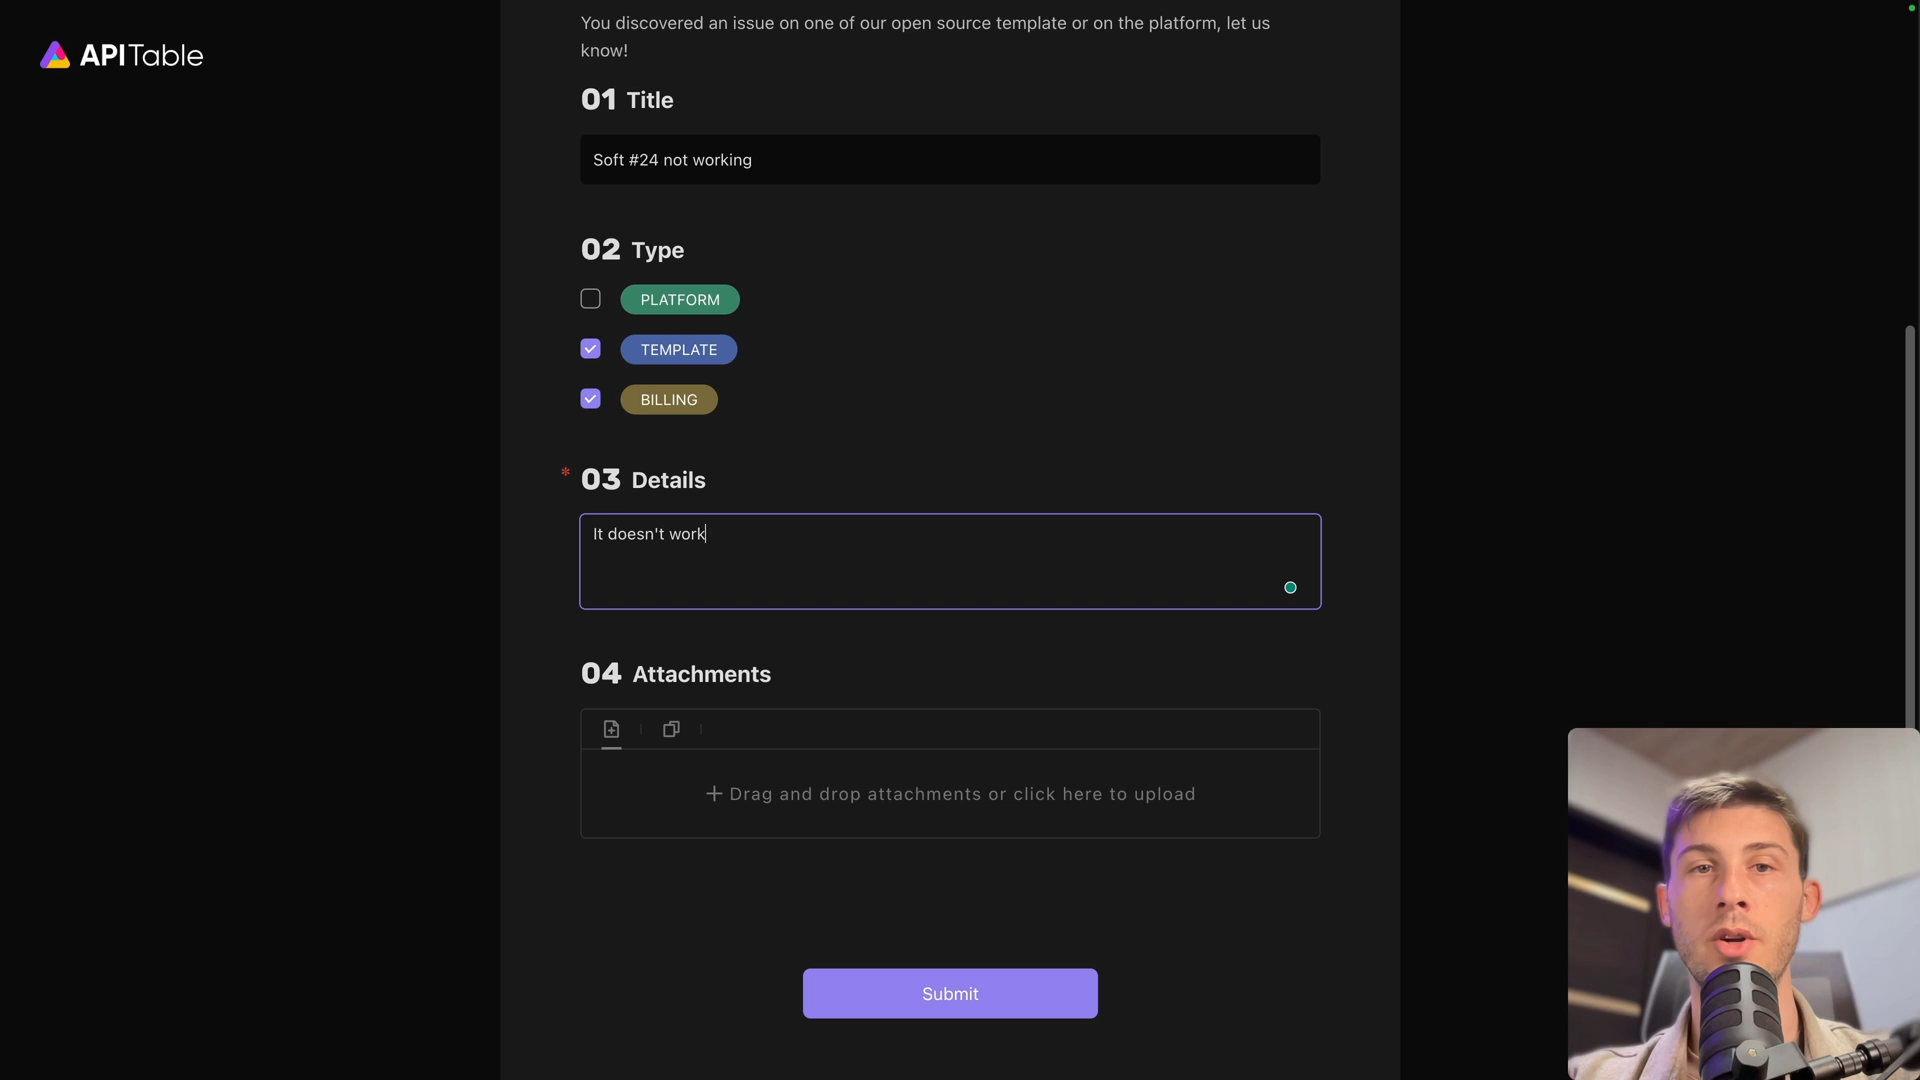 You discovered an issue on one of our open source template or on the platform, let us
know!
APITable
01 Title
Soft #24 not working
02 Type
PLATFORM
TEMPLATE
BILLING
* 03 Details
It doesn't work
04 Attachments
+ Drag and drop attachments or click here to upload
Submit